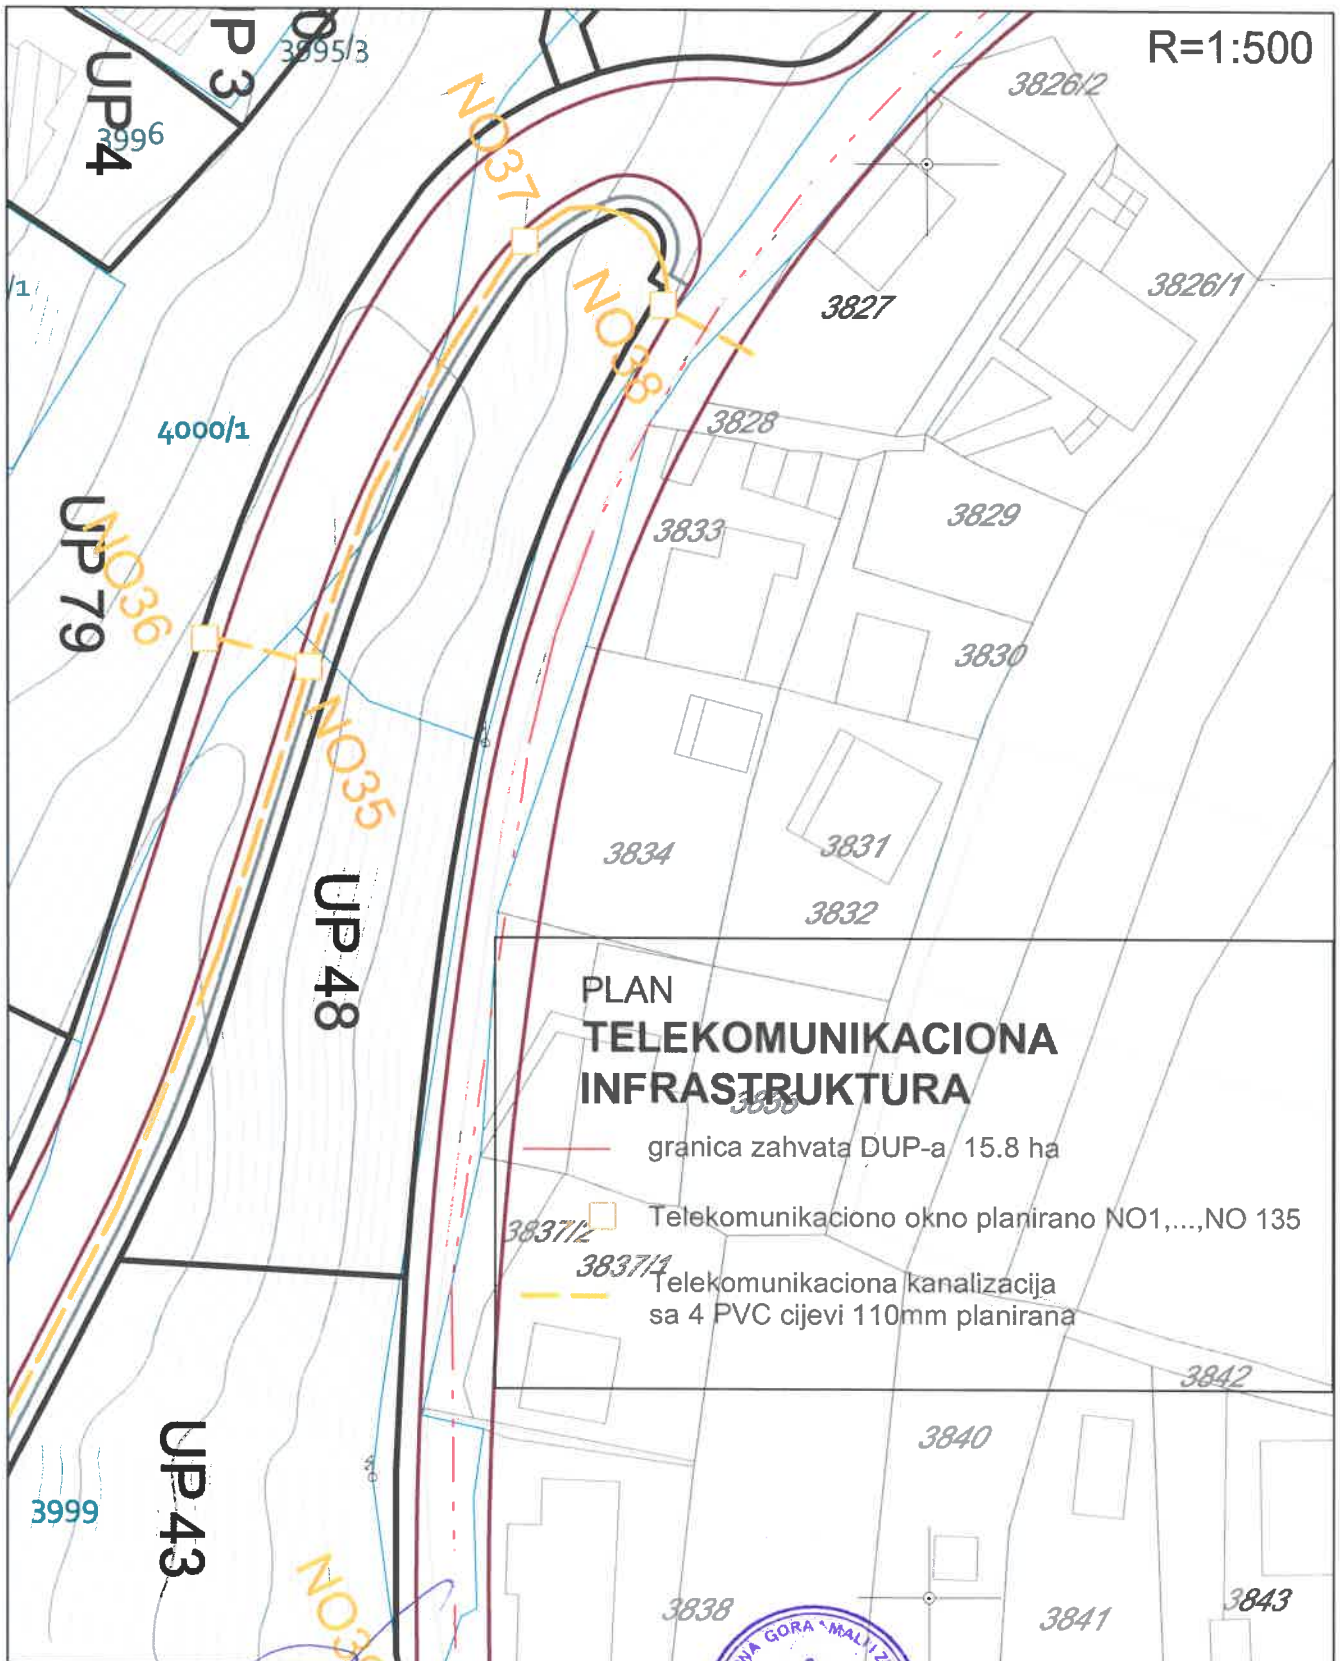 R=1:500
3995/3
P 3
UP 4
3996
/1
NO37
3826/2
3826/1
3827
NO38
3828
4000/1
UP 79
NO36
3829
3833
3830
NO35
3834
3831
3832
UP 48
PLAN
TELEKOMUNIKACIONA
INFRASTRUKTURA
granica zahvata DUP-a 15.8 ha
Telekomunikaciono okno planirano NO1,...,NO 135
3837/2
3837/1
Telekomunikaciona kanalizacija
sa 4 PVC cijevi 110mm planirana
3842
3840
UP 43
3999
3838
3841
3843
GORA